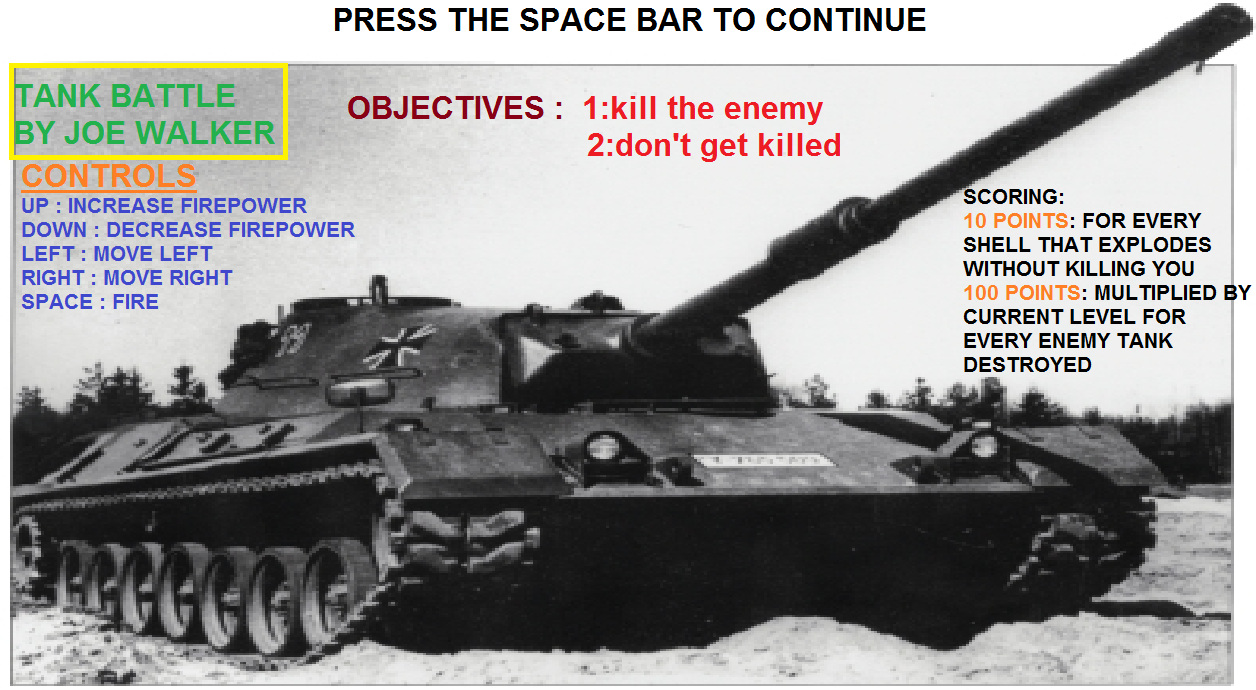 PRESS THE SPACE BAR TO CONTINUE
TANK BATTLE
BY JOE WALKER
OBJECTIVES : 1:kill the enemy
2:don't get killed
CONTROLS
UP : INCREASE FIREPOWER
DOWN : DECREASE FIREPOWER
LEFT : MOVE LEFT
RIGHT : MOVE RIGHT
SPACE : FIRE
SCORING:
10 POINTS: FOR EVERY
SHELL THAT EXPLODES
WITHOUT KILLING YOU
100 POINTS: MULTIPLIED BY
CURRENT LEVEL FOR
EVERY ENEMY TANK
DESTROYED